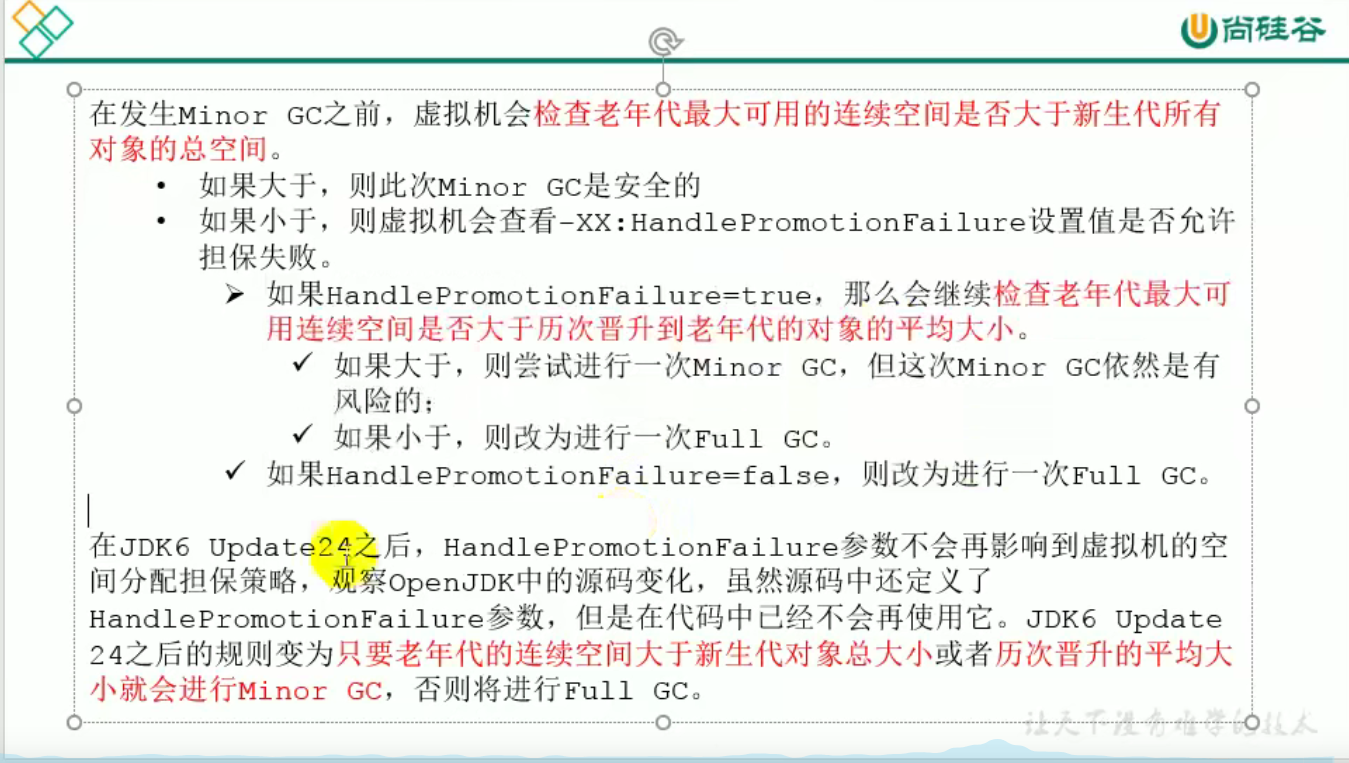 尚硅谷
在发生Minor GC之前，虚拟机会检查老年代最大可用的连续空间是否大于新生代所有
对象的总空间。
• 如果大于，则此次Minor GC是安全的
• 如果小于，则虚拟机会查看-XX:HandlePromotionFailure设置值是否允许
担保失败。
➢ 如果HandlePromotionFailure=true，那么会继续检查老年代最大可
用连续空间是否大于历次晋升到老年代的对象的平均大小。
✓ 如果大于，则尝试进行一次Minor GC，但这次Minor GC依然是有
风险的；
✓ 如果小于，则改为进行一次Full GC。
✓ 如果HandlePromotionFailure=false，则改为进行一次Full GC。
在JDK6 Update24之后，HandlePromotionFailure参数不会再影响到虚拟机的空
间分配担保策略，观察OpenJDK中的源码变化，虽然源码中还定义了
HandlePromotionFailure参数，但是在代码中已经不会再使用它。JDK6 Update
24之后的规则变为只要老年代的连续空间大于新生代对象总大小或者历次晋升的平均大
小就会进行Minor GC，否则将进行Full GC。
让天下没有难学的技术